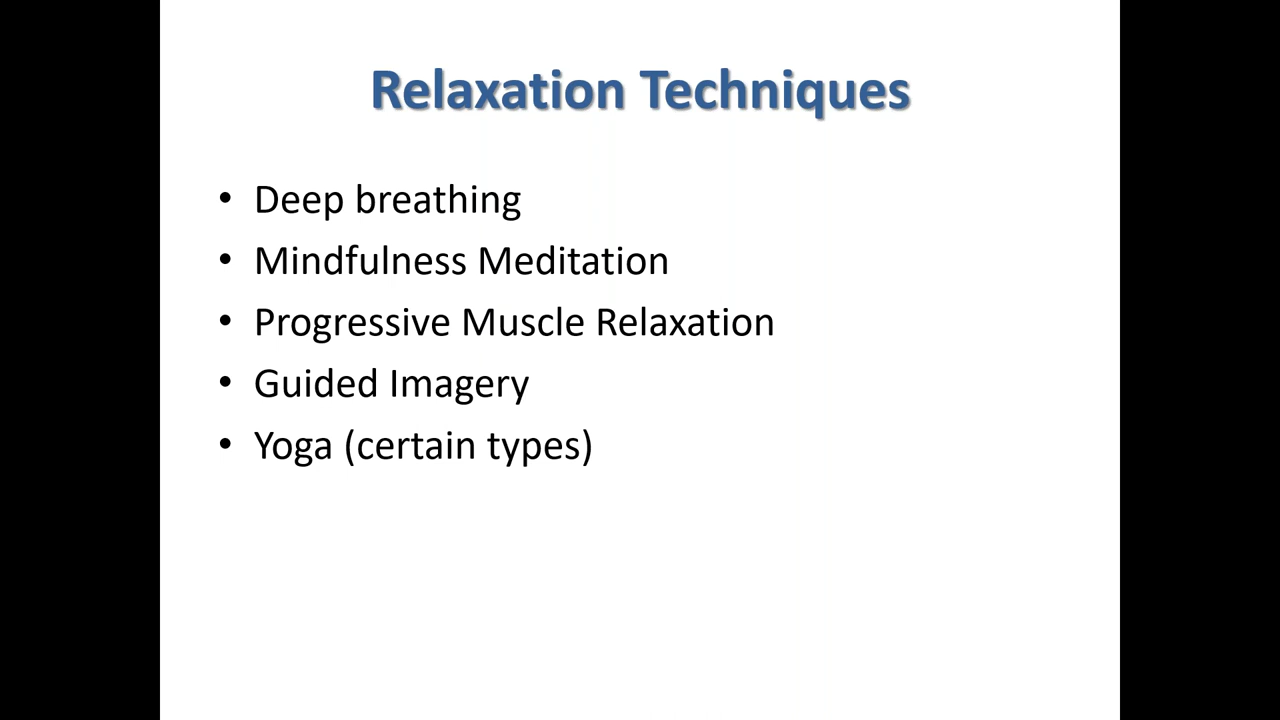 Relaxation Techniques
• Deep breathing
• Mindfulness Meditation
• Progressive Muscle Relaxation
• Guided Imagery
• Yoga (certain types)